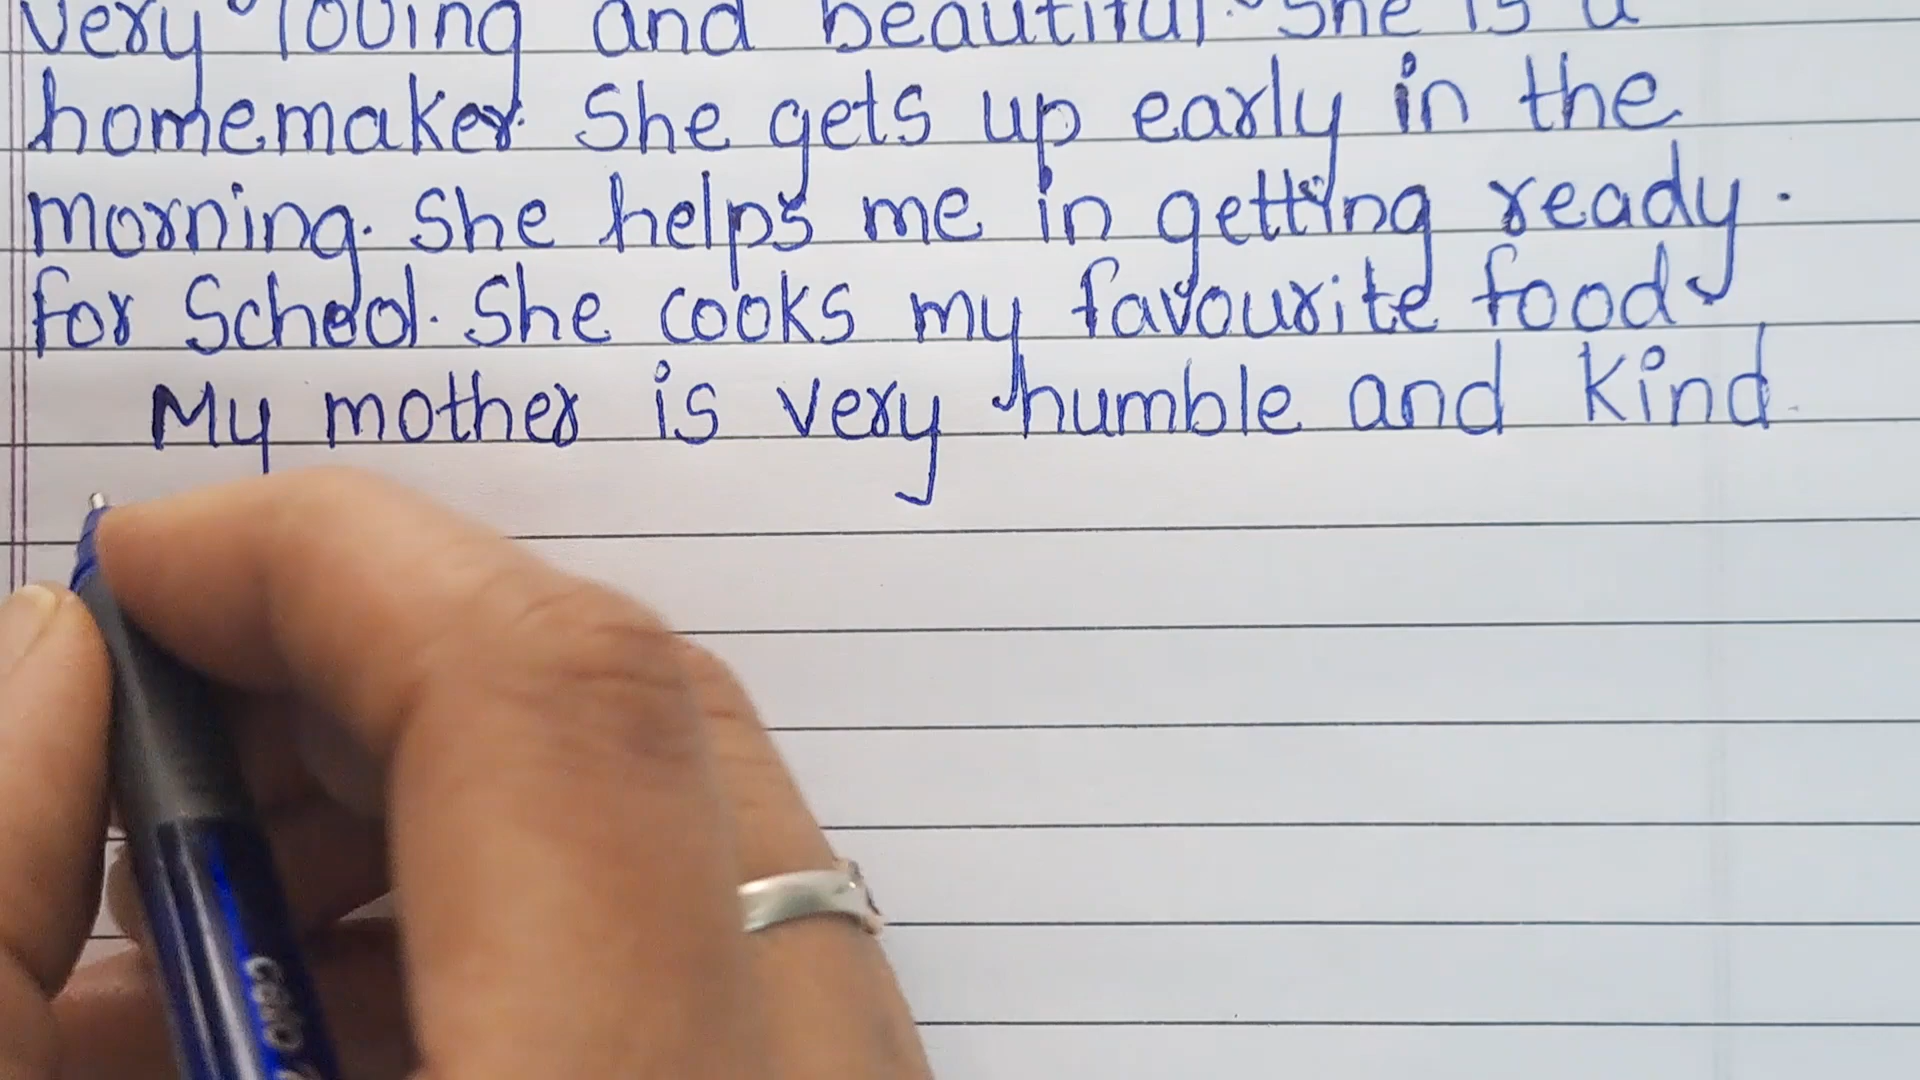 very loving and beautiful. She is a
homemaker. She gets up early in the
morning. She helps me in getting ready.
for School. She cooks my favourite food
My mother is very humble and kind.
cello